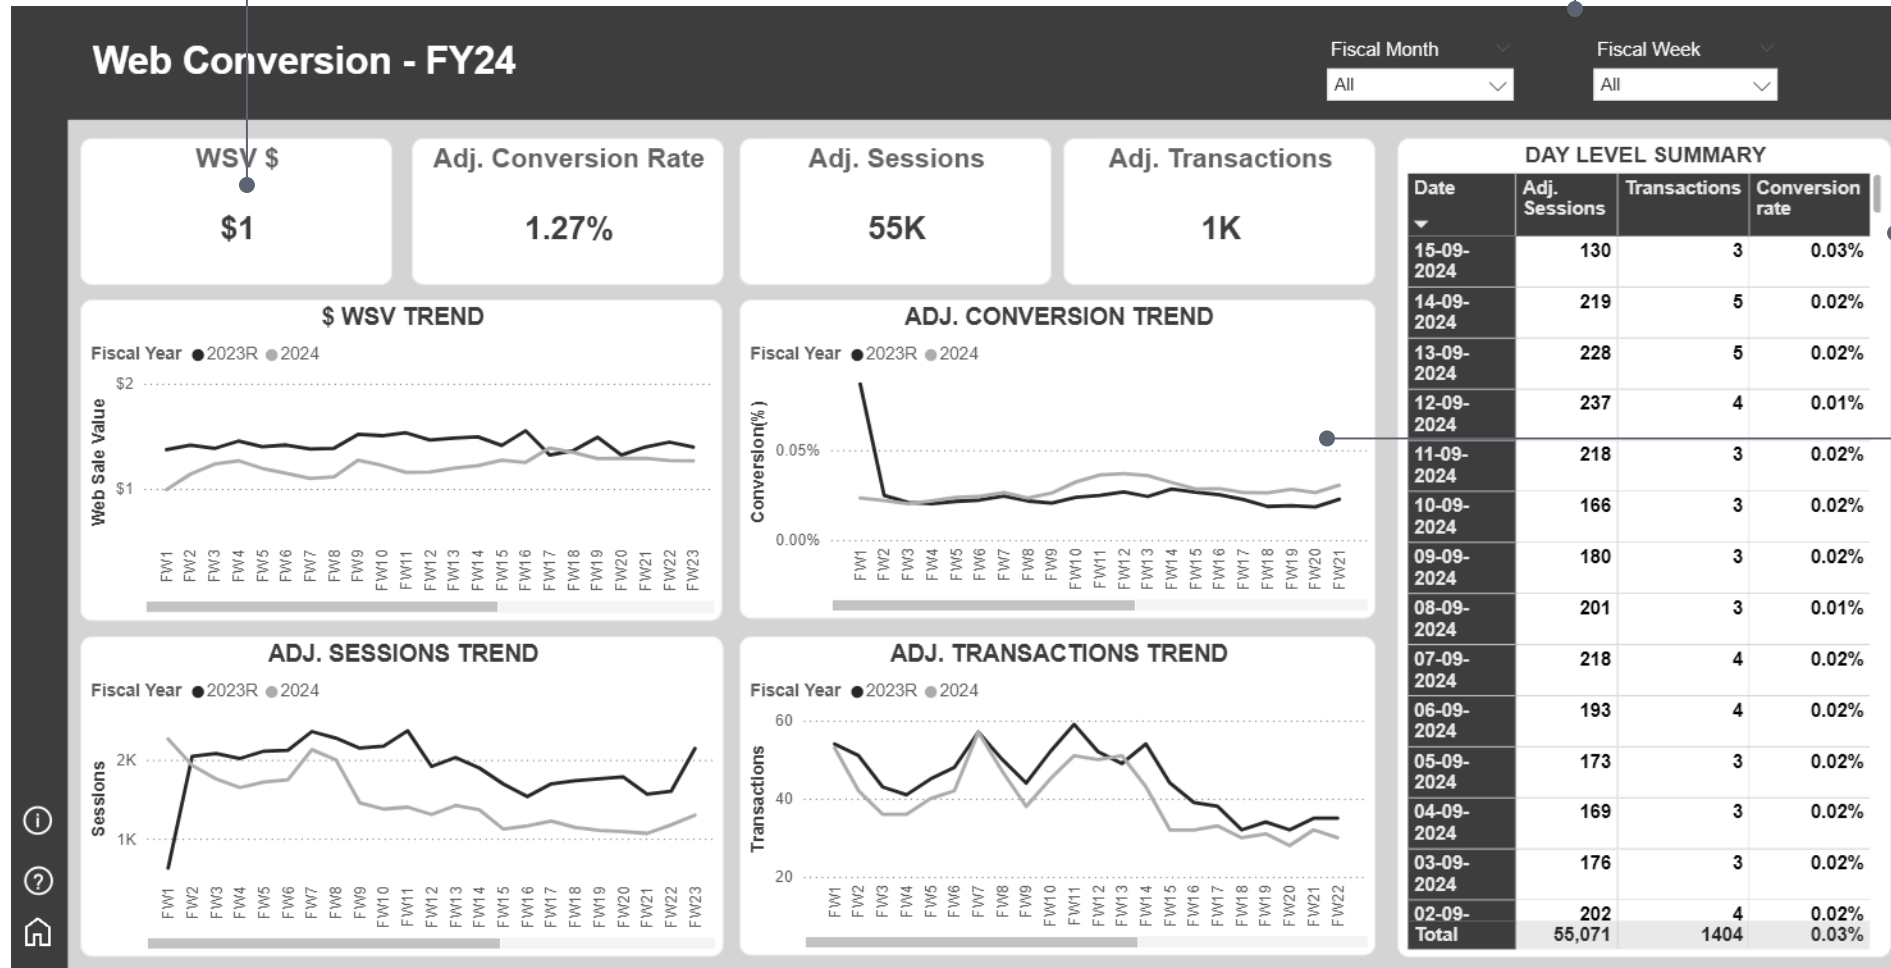 Web Conversion - FY24
Fiscal Month
Fiscal Week
All
All
WSV $
$1
Adj. Conversion Rate
1.27%
Adj. Sessions
55K
Adj. Transactions
1K
$ WSV TREND
Fiscal Year 2023R 2024
Web Sale Value
$2
$1
FW1 FW2 FW3 FW4 FW5 FW6 FW7 FW8 FW9 FW10 FW11 FW12 FW13 FW14 FW15 FW16 FW17 FW18 FW19 FW20 FW21 FW22 FW23
ADJ. CONVERSION TREND
Fiscal Year 2023R 2024
Conversion(%)
0.05%
0.00%
FW1 FW2 FW3 FW4 FW5 FW6 FW7 FW8 FW9 FW10 FW11 FW12 FW13 FW14 FW15 FW16 FW17 FW18 FW19 FW20 FW21
ADJ. SESSIONS TREND
Fiscal Year 2023R 2024
Sessions
2K
1K
FW1 FW2 FW3 FW4 FW5 FW6 FW7 FW8 FW9 FW10 FW11 FW12 FW13 FW14 FW15 FW16 FW17 FW18 FW19 FW20 FW21 FW22 FW23
ADJ. TRANSACTIONS TREND
Fiscal Year 2023R 2024
Transactions
60
40
20
FW1 FW2 FW3 FW4 FW5 FW6 FW7 FW8 FW9 FW10 FW11 FW12 FW13 FW14 FW15 FW16 FW17 FW18 FW19 FW20 FW21 FW22
DAY LEVEL SUMMARY
Date Adj. Transactions Conversion
Sessions rate
15-09- 130 3 0.03%
2024
14-09- 219 5 0.02%
2024
13-09- 228 5 0.02%
2024
12-09- 237 4 0.01%
2024
11-09- 218 3 0.02%
2024
10-09- 166 3 0.02%
2024
09-09- 180 3 0.02%
2024
08-09- 201 3 0.01%
2024
07-09- 218 4 0.02%
2024
06-09- 193 4 0.02%
2024
05-09- 173 3 0.02%
2024
04-09- 169 3 0.02%
2024
03-09- 176 3 0.02%
2024
02-09- 202 4 0.02%
Total 55,071 1404 0.03%